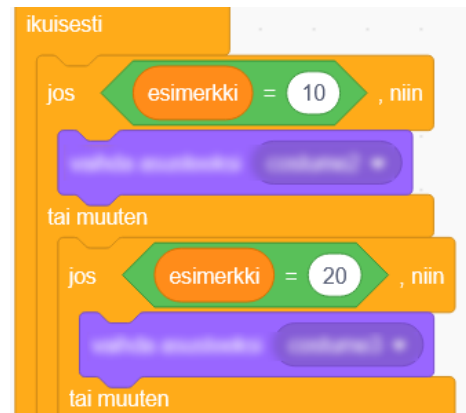 ikuisesti
jos esimerkki = 10 , niin
tai muuten
jos esimerkki = 20 , niin
tai muuten